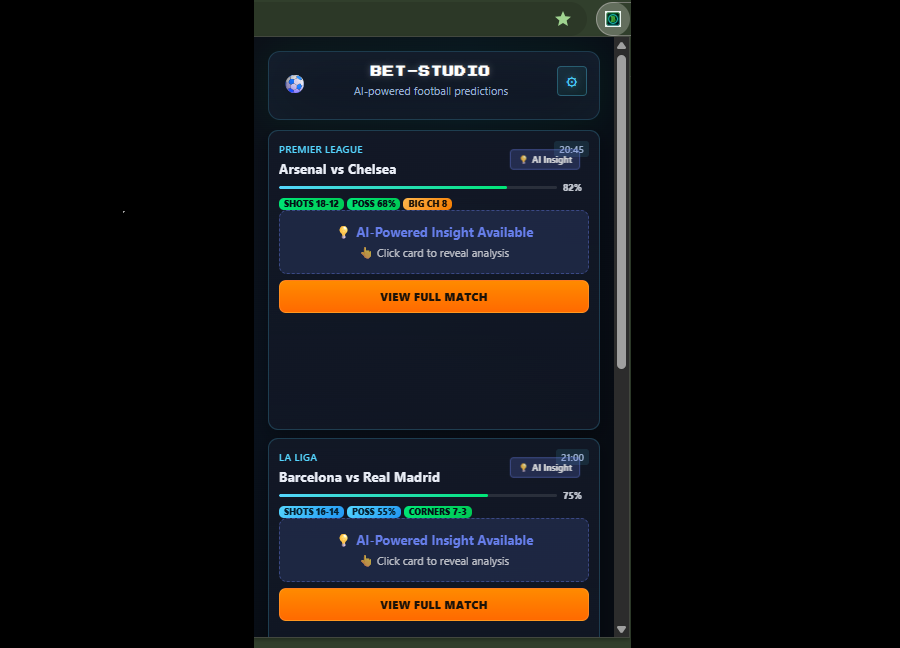 BET-STUDIO
AI-powered football predictions
PREMIER LEAGUE
20:45
Arsenal vs Chelsea
AI Insight
82%
SHOTS 18-12 POSS 68% BIG CH 8
AI-Powered Insight Available
Click card to reveal analysis
VIEW FULL MATCH
LA LIGA
21:00
Barcelona vs Real Madrid
AI Insight
75%
SHOTS 16-14 POSS 55% CORNERS 7-3
AI-Powered Insight Available
Click card to reveal analysis
VIEW FULL MATCH